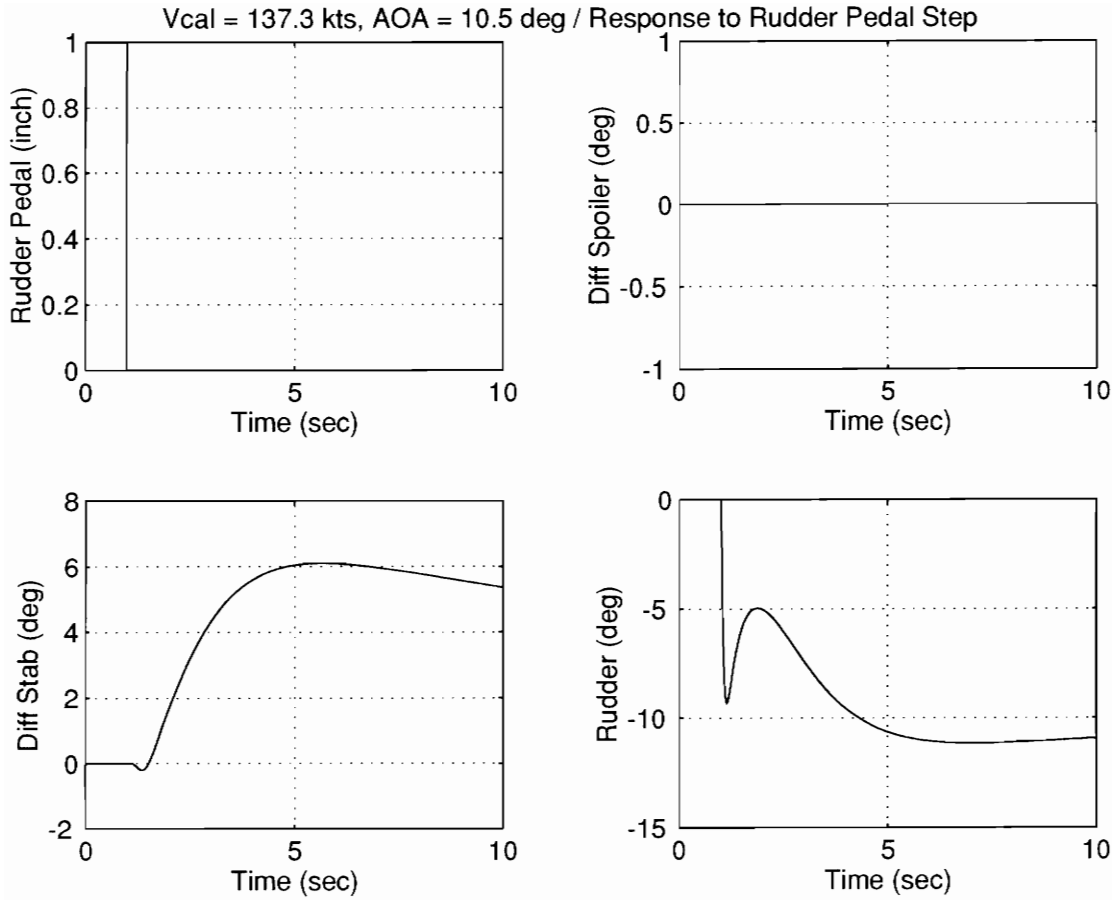 Vcal = 137.3 kts, AOA = 10.5 deg / Response to Rudder Pedal Step
Rudder Pedal (inch)
1
0.8
0.6
0.4
0.2
0
0 5 10
Time (sec)
Diff Spoiler (deg)
1
0.5
0
-0.5
-1
0 5 10
Time (sec)
Diff Stab (deg)
8
6
4
2
0
-2
0 5 10
Time (sec)
Rudder (deg)
0
-5
-10
-15
0 5 10
Time (sec)